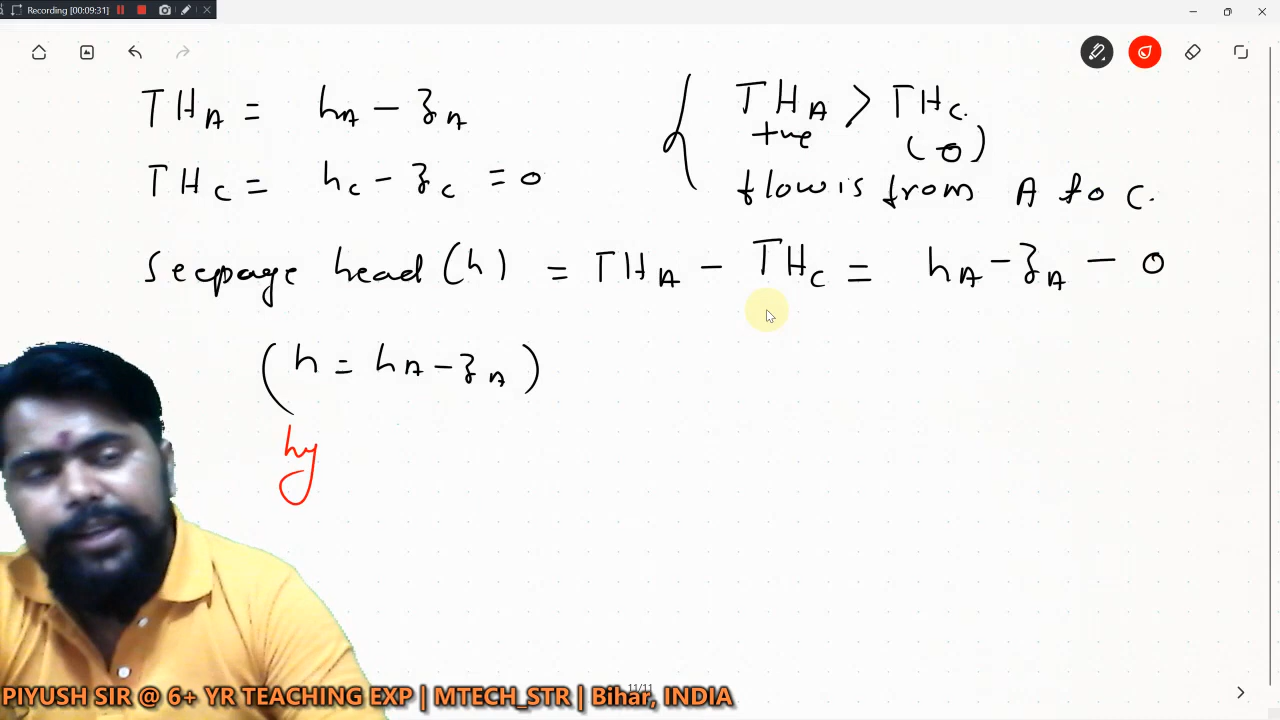 Recording [00:09:31]
TH_A = h_A - z_A
TH_C = h_C - z_C = 0
TH_A > TH_C.
+ve (0)
flow is from A to C.
Seepage head (h) = TH_A - TH_C = h_A - z_A - 0
(h = h_A - z_A)
hy
11/11
PIYUSH SIR @ 6+ YR TEACHING EXP | MTECH_STR | Bihar, INDIA